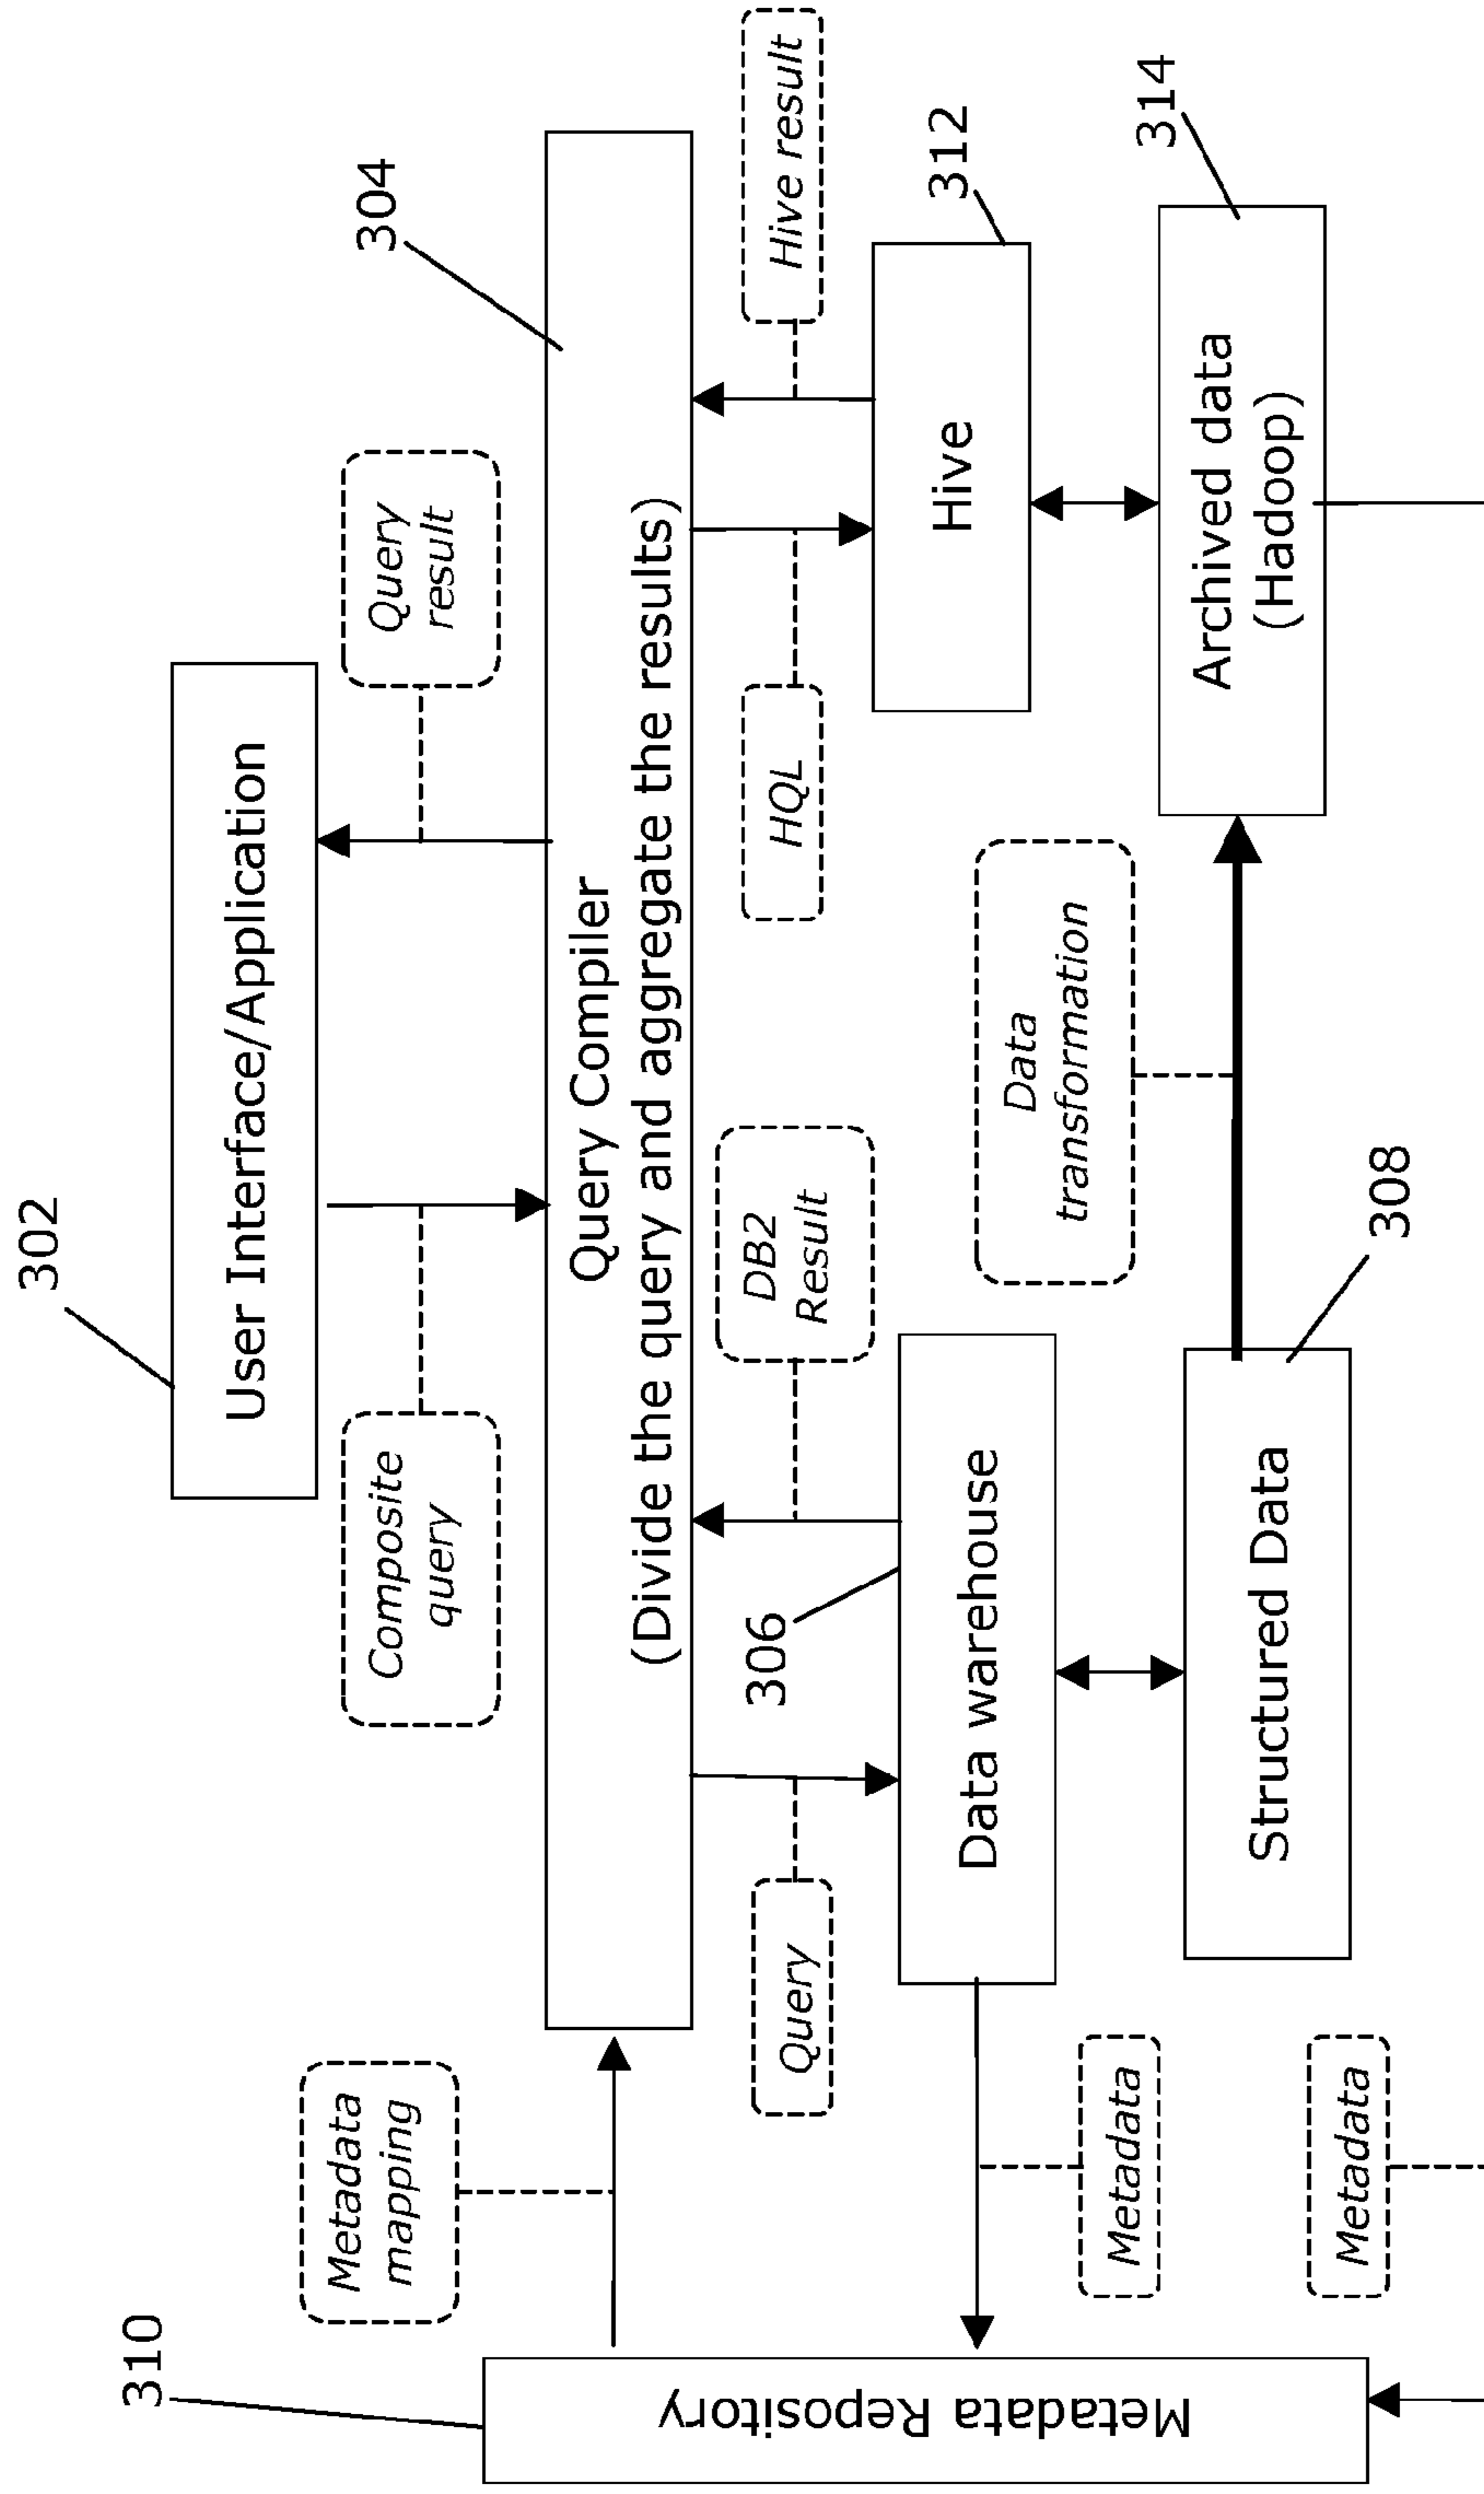 302
User Interface/Application
Composite
query
Query
result
304
310
Metadata
mapping
Query Compiler
(Divide the query and aggregate the results)
Query
306
DB2
Result
HQL
Hive result
Metadata Repository
Data warehouse
Hive
312
Metadata
Data
transformation
Structured Data
308
Archived data
(Hadoop)
314
Metadata